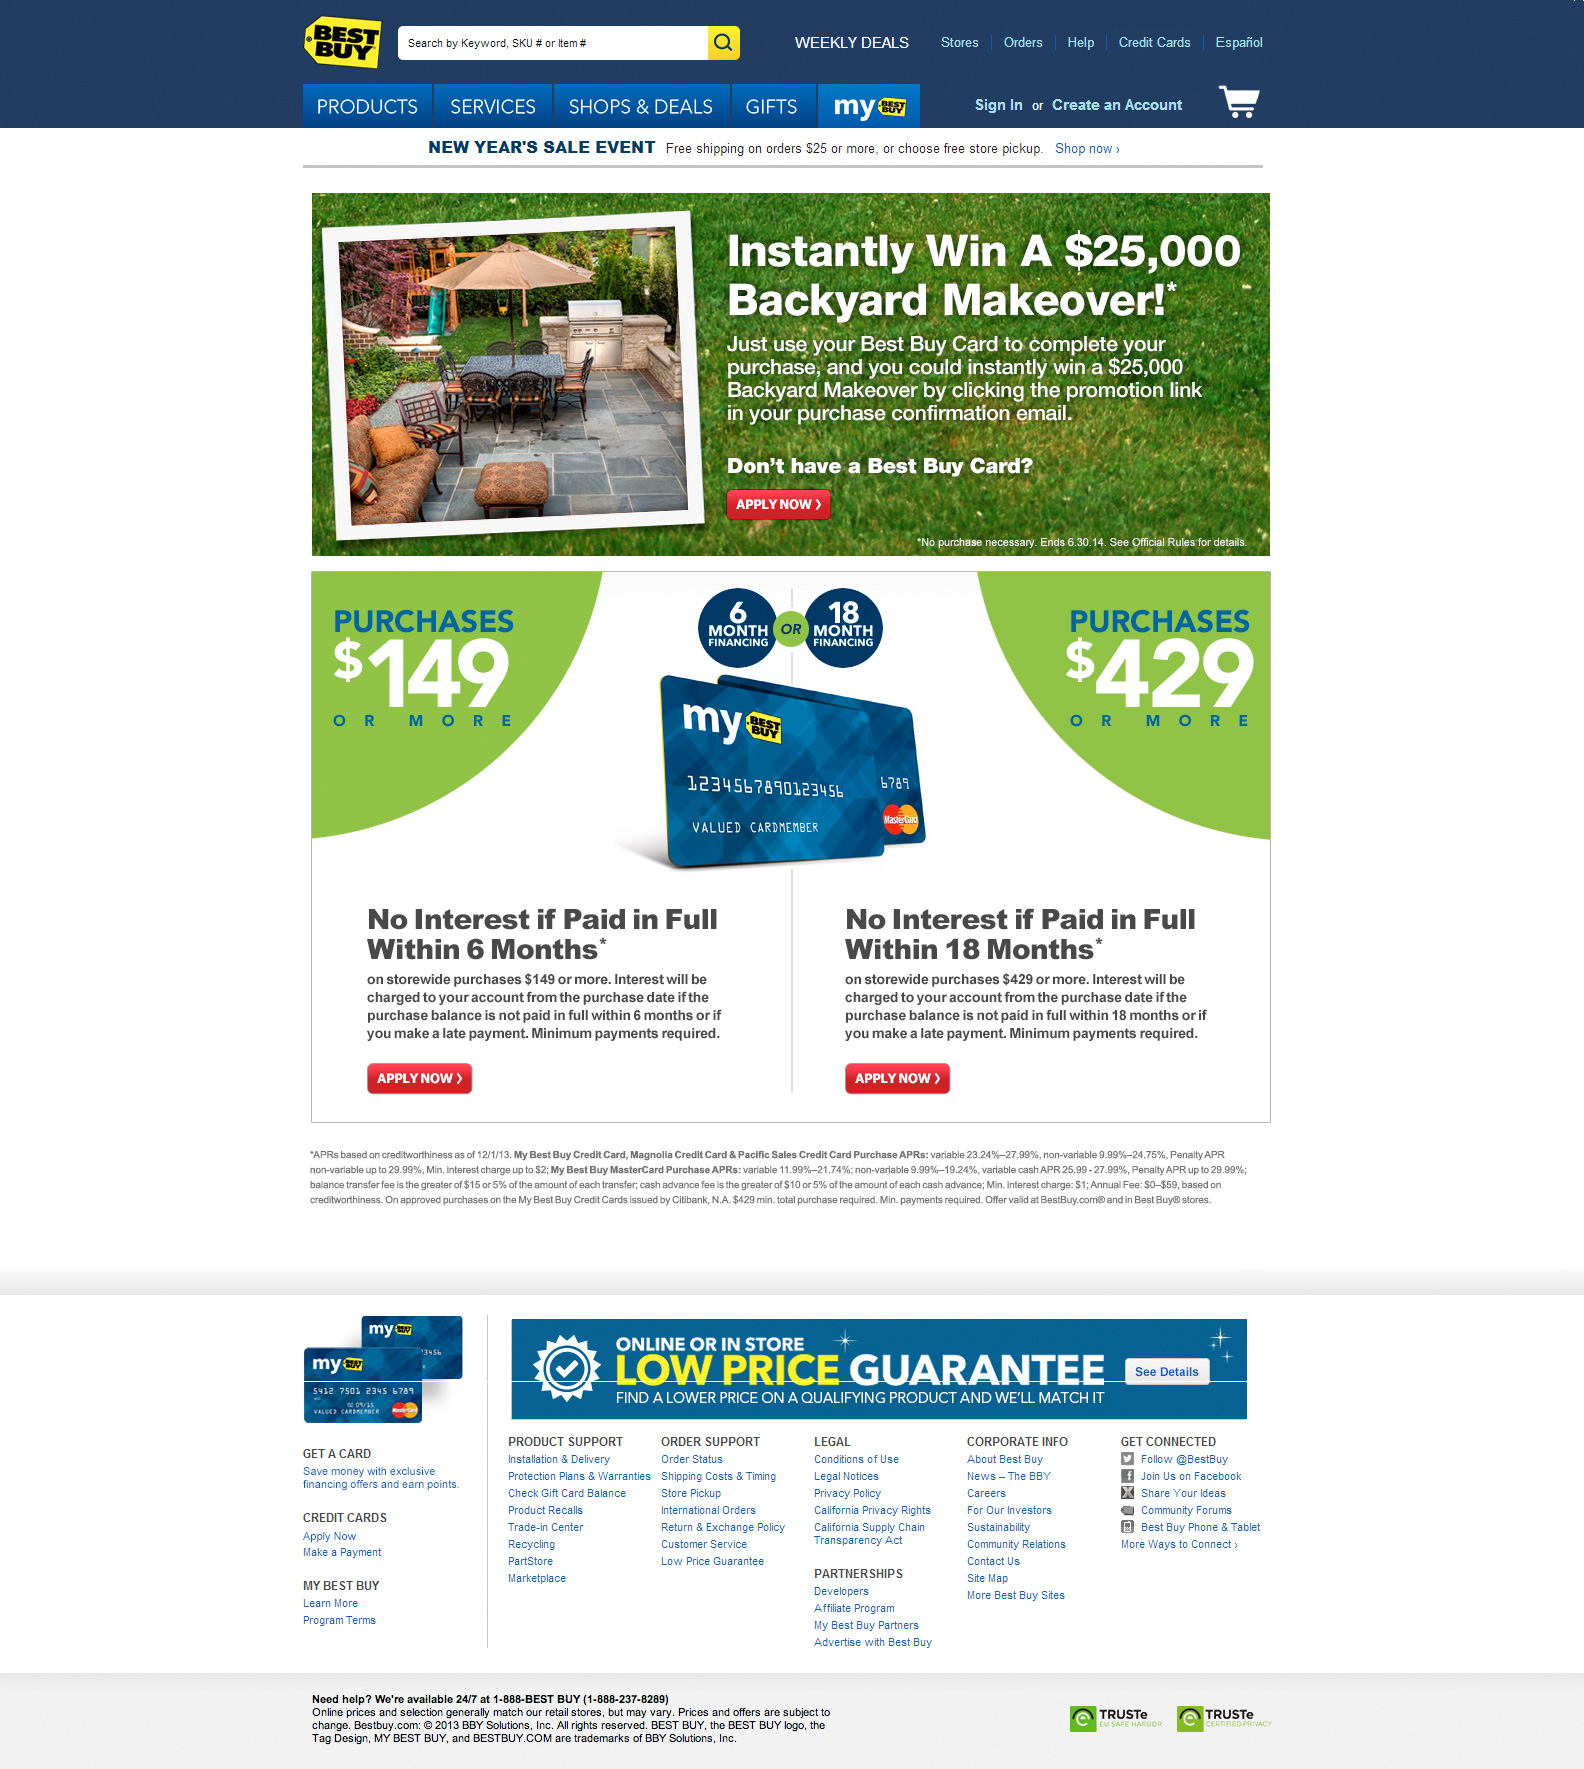 BEST BUY
Search by Keyword, SKU # or Item #
WEEKLY DEALS
Stores
Orders
Help
Credit Cards
Español
PRODUCTS
SERVICES
SHOPS & DEALS
GIFTS
my BEST BUY
Sign In or Create an Account
NEW YEAR'S SALE EVENT Free shipping on orders $25 or more, or choose free store pickup. Shop now ›
Instantly Win A $25,000
Backyard Makeover!*
Just use your Best Buy Card to complete your
purchase, and you could instantly win a $25,000
Backyard Makeover by clicking the promotion link
in your purchase confirmation email.
Don't have a Best Buy Card?
APPLY NOW ›
*No purchase necessary. Ends 6.30.14. See Official Rules for details.
PURCHASES
$149
OR MORE
6
MONTH
FINANCING
OR
18
MONTH
FINANCING
PURCHASES
$429
OR MORE
my BEST BUY
1234567890123456
6789
VALUED CARDMEMBER
MasterCard
No Interest if Paid in Full
Within 6 Months*
on storewide purchases $149 or more. Interest will be
charged to your account from the purchase date if the
purchase balance is not paid in full within 6 months or if
you make a late payment. Minimum payments required.
APPLY NOW ›
No Interest if Paid in Full
Within 18 Months*
on storewide purchases $429 or more. Interest will be
charged to your account from the purchase date if the
purchase balance is not paid in full within 18 months or if
you make a late payment. Minimum payments required.
APPLY NOW ›
*APRs based on creditworthiness as of 12/1/13. My Best Buy Credit Card, Magnolia Credit Card & Pacific Sales Credit Card Purchase APRs: variable 23.24%–27.99%, non-variable 9.99%–24.75%, Penalty APR
non-variable up to 29.99%, Min. interest charge up to $2; My Best Buy MasterCard Purchase APRs: variable 11.99%–21.74%; non-variable 9.99%–19.24%, variable cash APR 25.99 - 27.99%, Penalty APR up to 29.99%;
balance transfer fee is the greater of $15 or 5% of the amount of each transfer; cash advance fee is the greater of $10 or 5% of the amount of each cash advance; Min. interest charge: $1; Annual Fee: $0–$59, based on
creditworthiness. On approved purchases on the My Best Buy Credit Cards issued by Citibank, N.A. $429 min. total purchase required. Min. payments required. Offer valid at BestBuy.com® and in Best Buy® stores.
my BEST BUY
3456
my BEST BUY
5412 7501 2345 6789
02/09/15
VALUED CARDMEMBER
MasterCard
GET A CARD
Save money with exclusive
financing offers and earn points.
CREDIT CARDS
Apply Now
Make a Payment
MY BEST BUY
Learn More
Program Terms
ONLINE OR IN STORE
LOW PRICE GUARANTEE
FIND A LOWER PRICE ON A QUALIFYING PRODUCT AND WE'LL MATCH IT
See Details
PRODUCT SUPPORT
Installation & Delivery
Protection Plans & Warranties
Check Gift Card Balance
Product Recalls
Trade-in Center
Recycling
PartStore
Marketplace
ORDER SUPPORT
Order Status
Shipping Costs & Timing
Store Pickup
International Orders
Return & Exchange Policy
Customer Service
Low Price Guarantee
LEGAL
Conditions of Use
Legal Notices
Privacy Policy
California Privacy Rights
California Supply Chain
Transparency Act
PARTNERSHIPS
Developers
Affiliate Program
My Best Buy Partners
Advertise with Best Buy
CORPORATE INFO
About Best Buy
News – The BBY
Careers
For Our Investors
Sustainability
Community Relations
Contact Us
Site Map
More Best Buy Sites
GET CONNECTED
Follow @BestBuy
Join Us on Facebook
Share Your Ideas
Community Forums
Best Buy Phone & Tablet
More Ways to Connect ›
Need help? We're available 24/7 at 1-888-BEST BUY (1-888-237-8289)
Online prices and selection generally match our retail stores, but may vary. Prices and offers are subject to
change. Bestbuy.com: © 2013 BBY Solutions, Inc. All rights reserved. BEST BUY, the BEST BUY logo, the
Tag Design, MY BEST BUY, and BESTBUY.COM are trademarks of BBY Solutions, Inc.
TRUSTe
EU SAFE HARBOR
TRUSTe
CERTIFIED PRIVACY